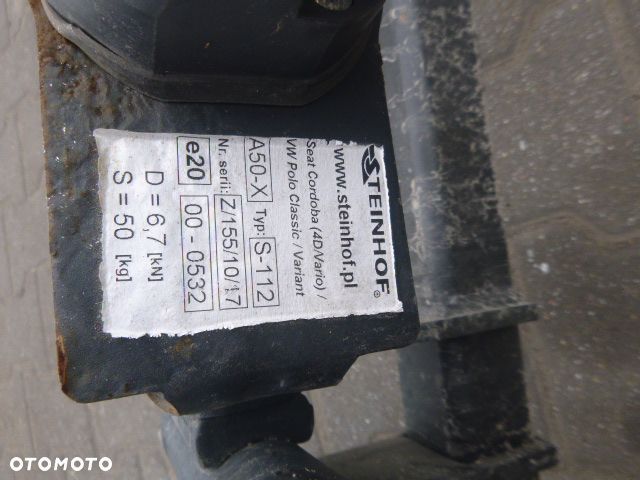 STEINHOF®
www.steinhof.pl
Seat Cordoba (4D/Vario) /
VW Polo Classic / Variant
A50-X Typ: S-112
Nr. serii: Z/155/10/17
e20 00 - 0532
D = 6,7 [kN]
S = 50 [kg]
OTOMOTO